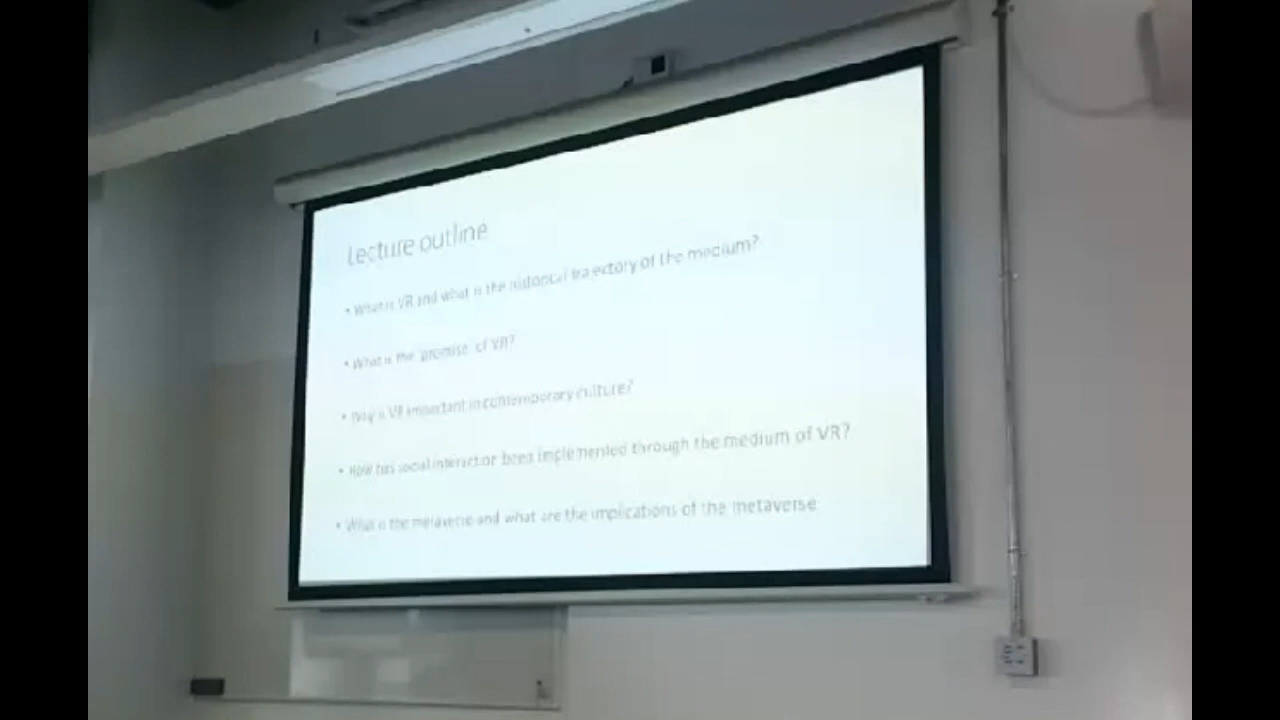 Lecture outline
• What is VR and what is the historical trajectory of the medium?
• What is the 'promise' of VR?
• Why is VR important in contemporary culture?
• How has social interaction been implemented through the medium of VR?
• What is the metaverse and what are the implications of the metaverse